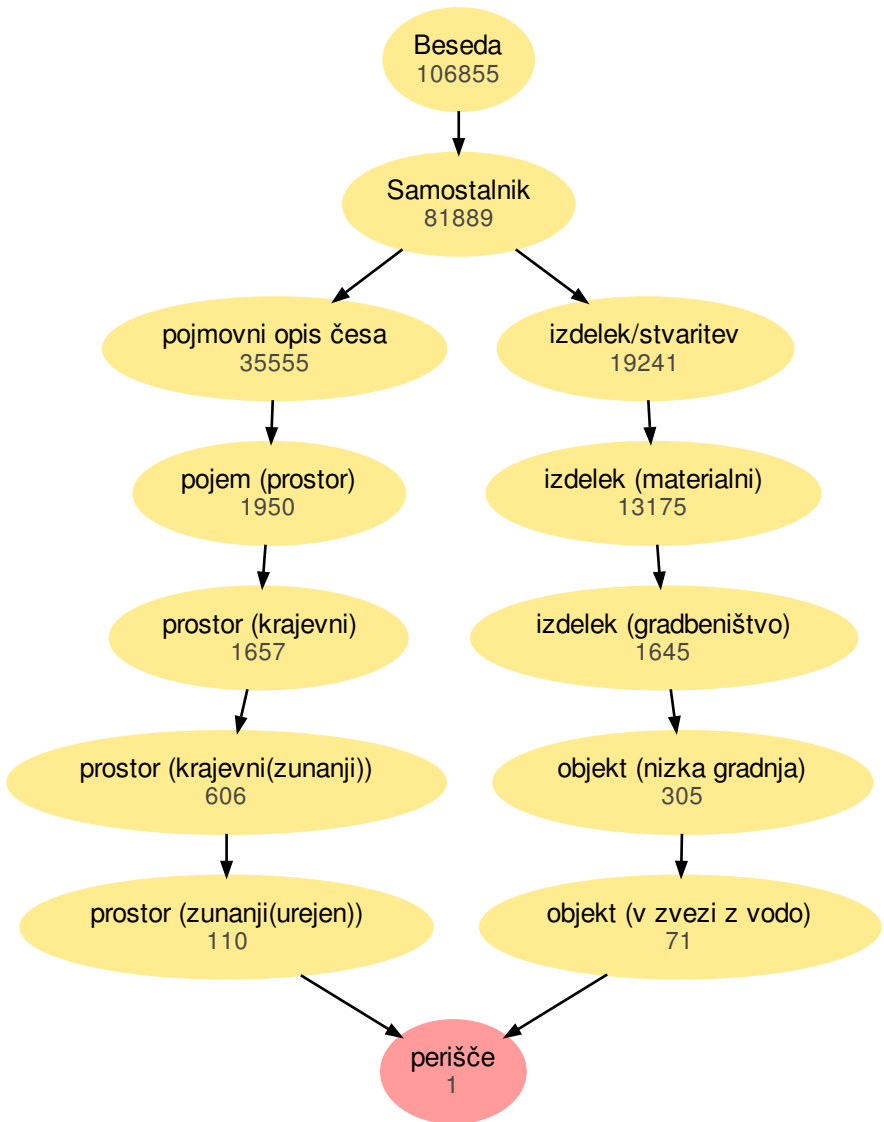 Beseda
106855
Samostalnik
81889
pojmovni opis česa
35555
izdelek/stvaritev
19241
pojem (prostor)
1950
izdelek (materialni)
13175
prostor (krajevni)
1657
izdelek (gradbeništvo)
1645
prostor (krajevni(zunanji))
606
objekt (nizka gradnja)
305
prostor (zunanji(urejen))
110
objekt (v zvezi z vodo)
71
perišče
1